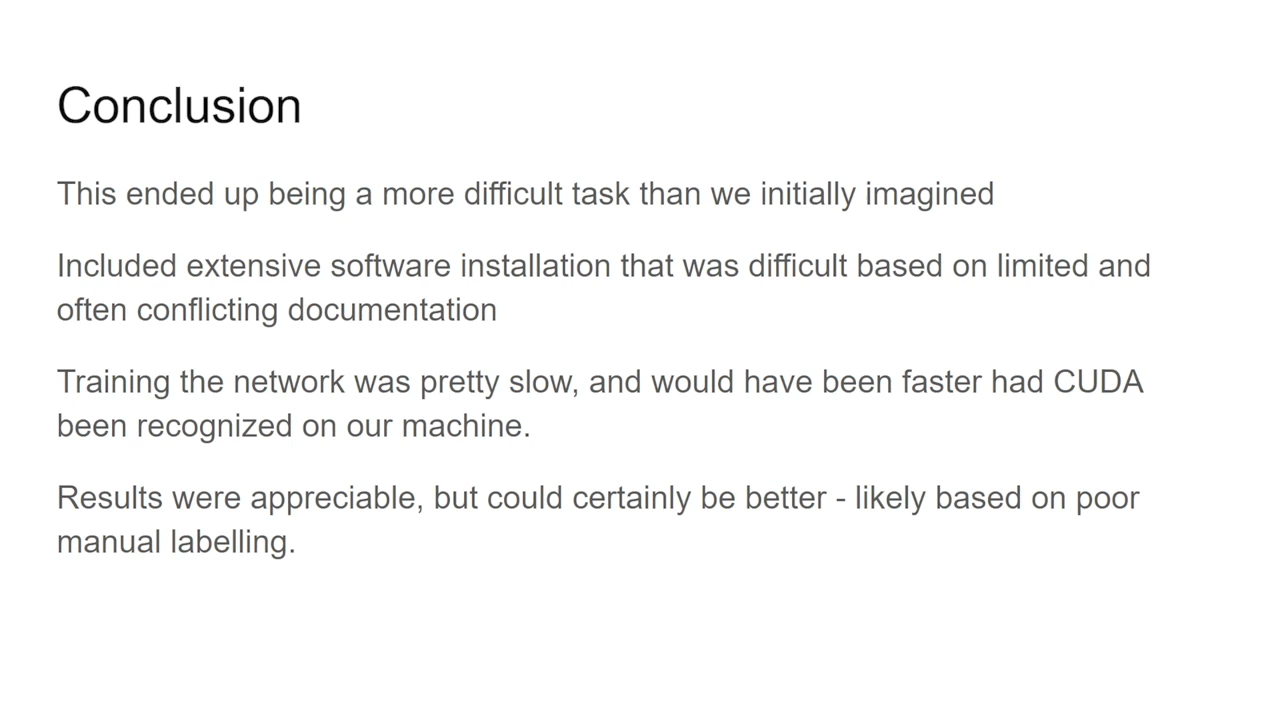 Conclusion
This ended up being a more difficult task than we initially imagined
Included extensive software installation that was difficult based on limited and
often conflicting documentation
Training the network was pretty slow, and would have been faster had CUDA
been recognized on our machine.
Results were appreciable, but could certainly be better - likely based on poor
manual labelling.